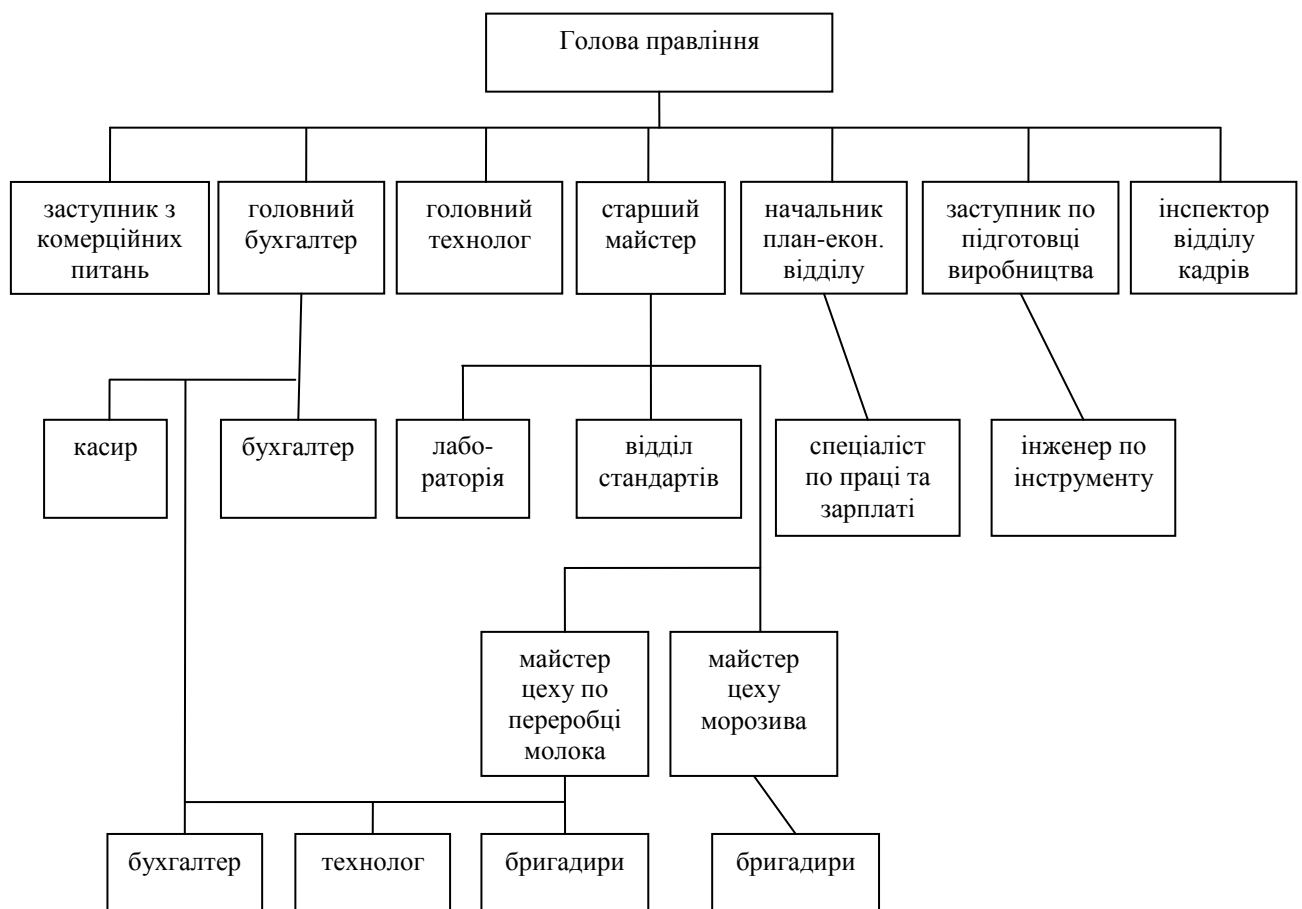 Голова правління
заступник з
комерційних
питань
головний
бухгалтер
головний
технолог
старший
майстер
начальник
план-екон.
відділу
заступник по
підготовці
виробництва
інспектор
відділу
кадрів
касир
бухгалтер
лабо-
раторія
відділ
стандартів
спеціаліст
по праці та
зарплаті
інженер по
інструменту
майстер
цеху по
переробці
молока
майстер
цеху
морозива
бухгалтер
технолог
бригадири
бригадири